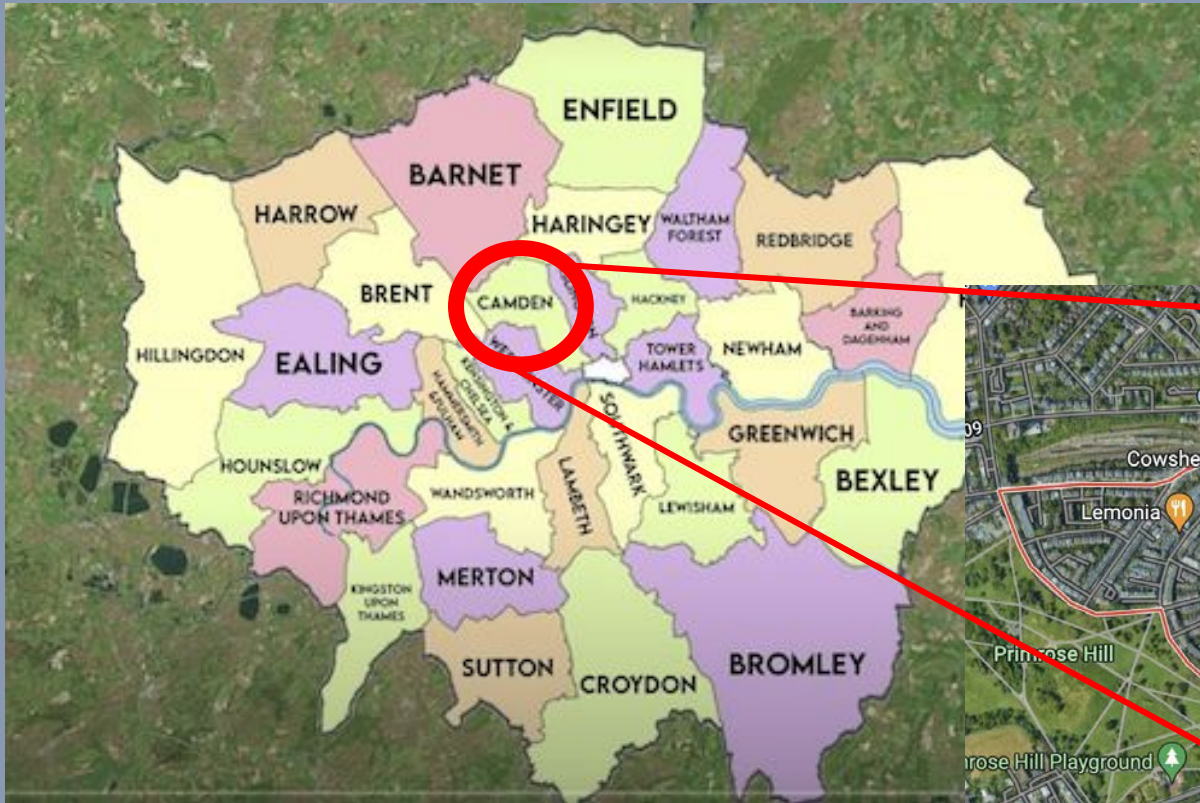 ENFIELD
BARNET
HARROW
HARINGEY
WALTHAM
FOREST
REDBRIDGE
BRENT
CAMDEN
HACKNEY
BARKING
AND
DAGENHAM
HILLINGDON
EALING
TOWER
HAMLETS
NEWHAM
KENSINGTON &
CHELSEA
HAMMERSMITH
& FULHAM
SOUTHWARK
GREENWICH
HOUNSLOW
BEXLEY
RICHMOND
UPON THAMES
WANDSWORTH
LAMBETH
LEWISHAM
MERTON
KINGSTON
UPON
THAMES
SUTTON
CROYDON
BROMLEY
09
Cowshe
Lemonia
Primrose Hill
rose Hill Playground